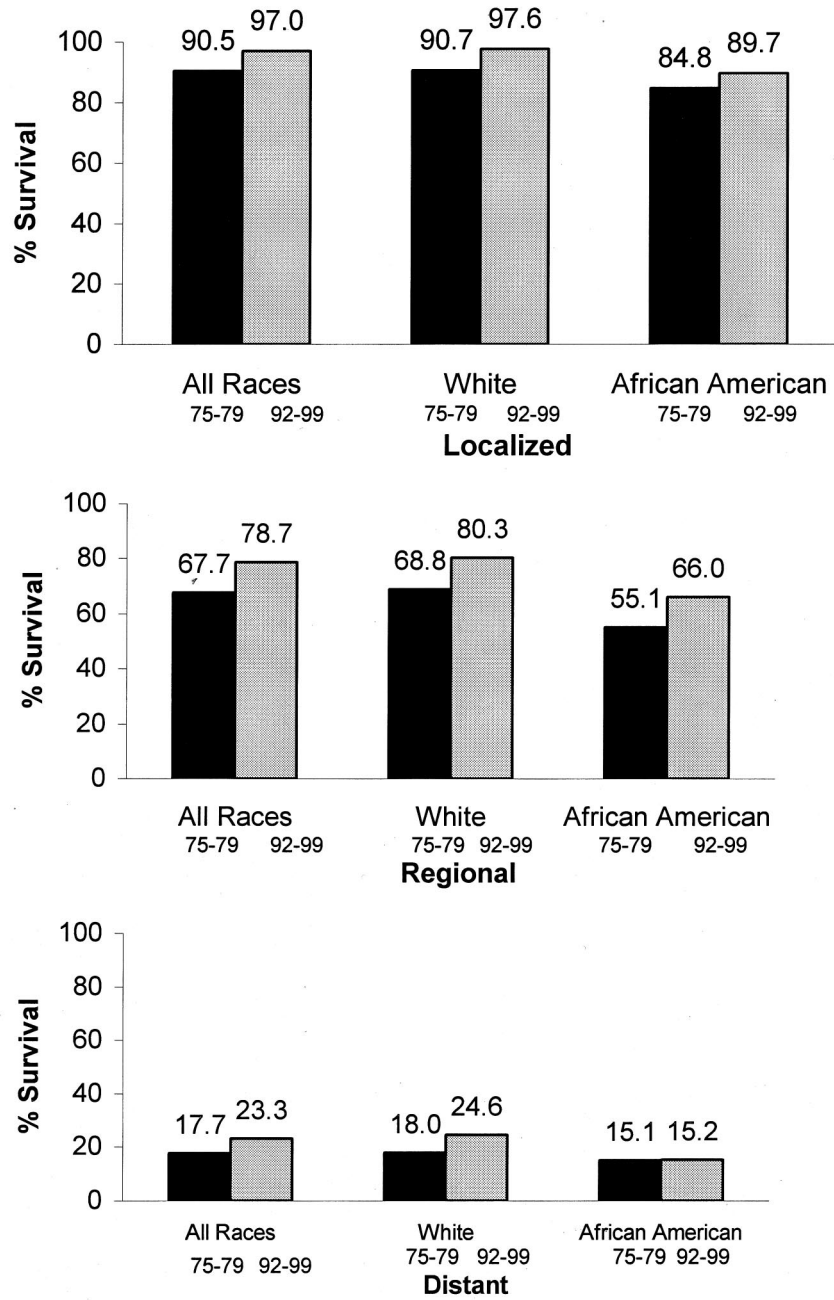 90.5 97.0 90.7 97.6 84.8 89.7
100
80
60
40
20
0
% Survival
All Races White African American
75-79 92-99 75-79 92-99 75-79 92-99
Localized
100
80
60
40
20
0
% Survival
67.7 78.7 68.8 80.3 55.1 66.0
All Races White African American
75-79 92-99 75-79 92-99 75-79 92-99
Regional
100
80
60
40
20
0
% Survival
17.7 23.3 18.0 24.6 15.1 15.2
All Races White African American
75-79 92-99 75-79 92-99 75-79 92-99
Distant